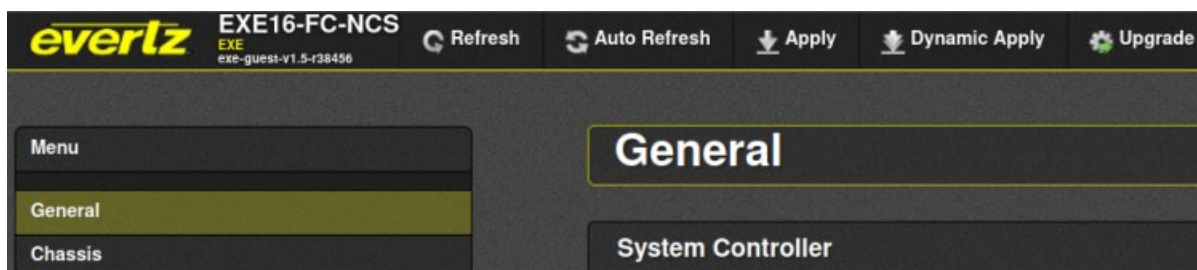 evertz
EXE16-FC-NCS
EXE
exe-guest-v1.5-r38456
Refresh
Auto Refresh
Apply
Dynamic Apply
Upgrade
Menu
General
General
Chassis
System Controller